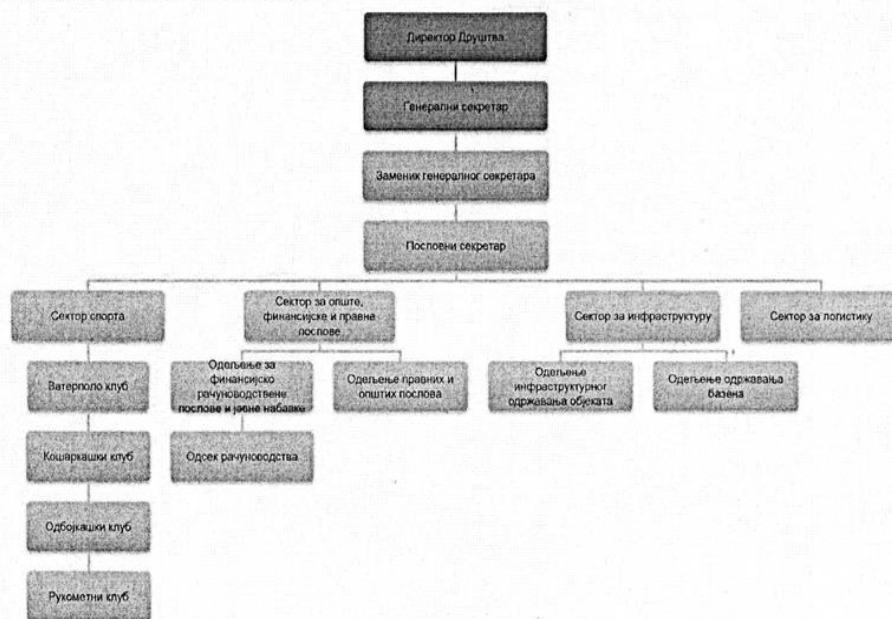 Директор Друштва
Генерални секретар
Заменик генералног секретара
Пословни секретар
Сектор спорта
Сектор за опште,
финансијске и правне
послове
Сектор за инфраструктуру
Сектор за логистику
Ватерполо клуб
Одељење за
финансијско
рачуноводствене
послове и јавне набавке
Одељење правних и
општих послова
Одељење
инфраструктурног
одржавања објеката
Одељење одржавања
базена
Кошаркашки клуб
Одсек рачуноводства
Одбојкашки клуб
Рукометни клуб